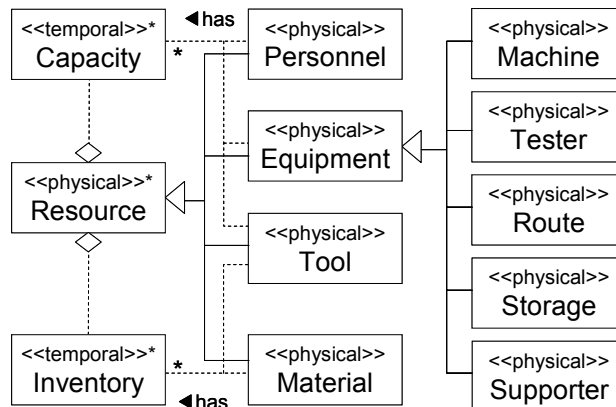 <<temporal>>*
Capacity
◄has
*
<<physical>>
Personnel
<<physical>>
Machine
<<physical>>
Equipment
<<physical>>
Tester
<<physical>>*
Resource
<<physical>>
Tool
<<physical>>
Route
<<physical>>
Storage
<<temporal>>*
Inventory
*
◄has
<<physical>>
Material
<<physical>>
Supporter